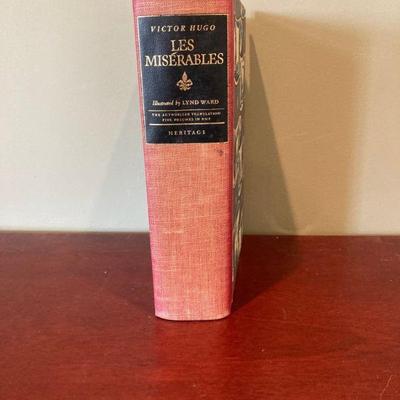 VICTOR HUGO
LES
MISÉRABLES
Illustrated by LYND WARD
THE AUTHORIZED TRANSLATION
FIVE VOLUMES IN ONE
HERITAGE